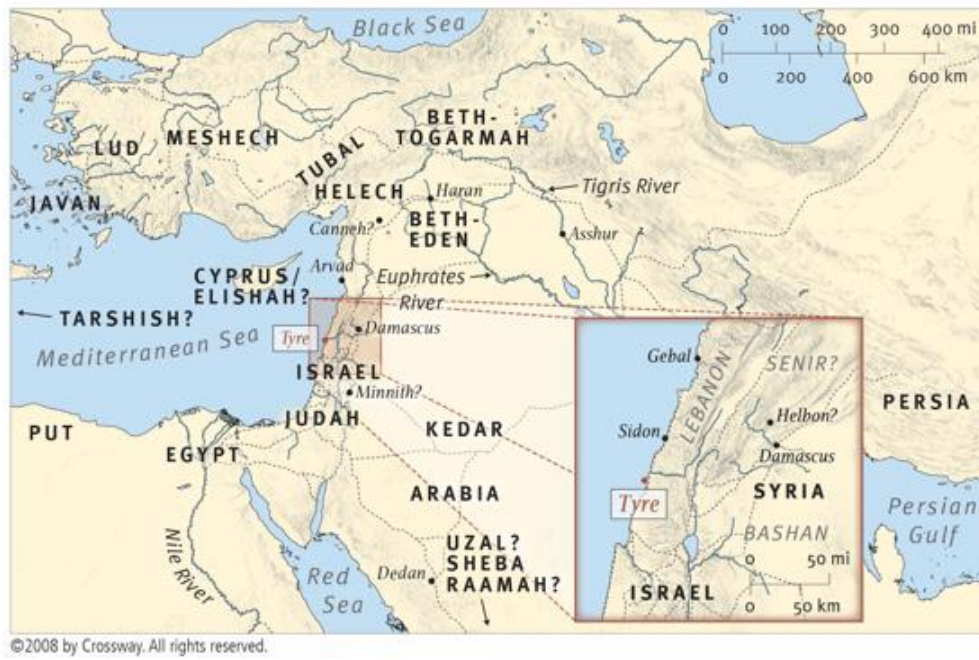 Black Sea
0 100 200 300 400 mi
0 200 400 600 km
BETH-
TOGARMAH
MESHECH
LUD
TUBAL
JAVAN
HELECH
Haran
Tigris River
Canneh?
BETH-
EDEN
Asshur
Arvad
CYPRUS/
ELISHAH?
Euphrates
River
TARSHISH?
Mediterranean Sea
Tyre
Damascus
ISRAEL
Minnith?
JUDAH
PUT
EGYPT
KEDAR
ARABIA
Nile River
Red
Sea
Dedan
UZAL?
SHEBA
RAAMAH?
Gebal
LEBANON
SENIR?
Helbon?
Sidon
Damascus
Tyre
SYRIA
BASHAN
0 50 mi
ISRAEL
0 50 km
PERSIA
Persian
Gulf
©2008 by Crossway. All rights reserved.